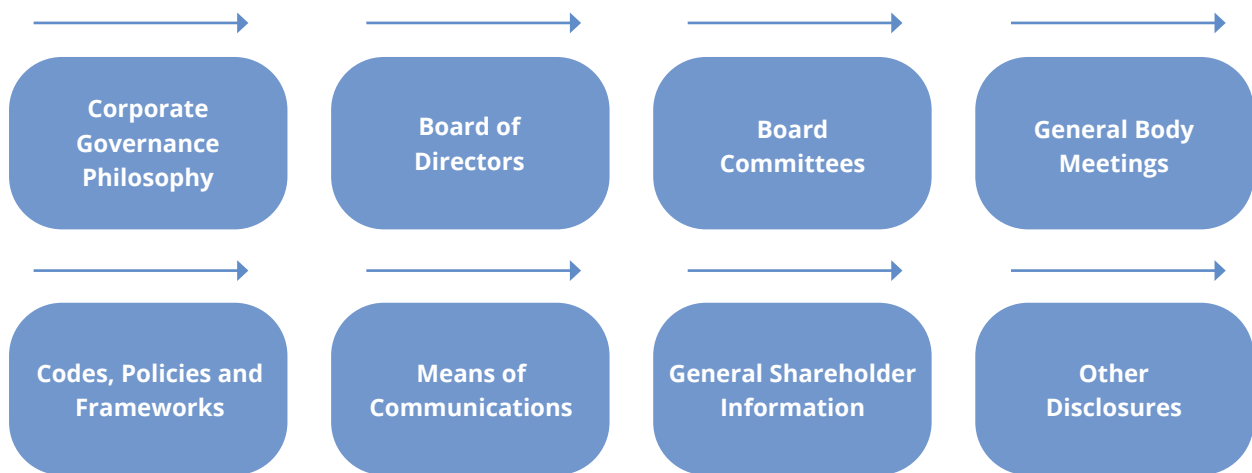 Corporate
Governance
Philosophy
Board of
Directors
Board
Committees
General Body
Meetings
Codes, Policies and
Frameworks
Means of
Communications
General Shareholder
Information
Other
Disclosures